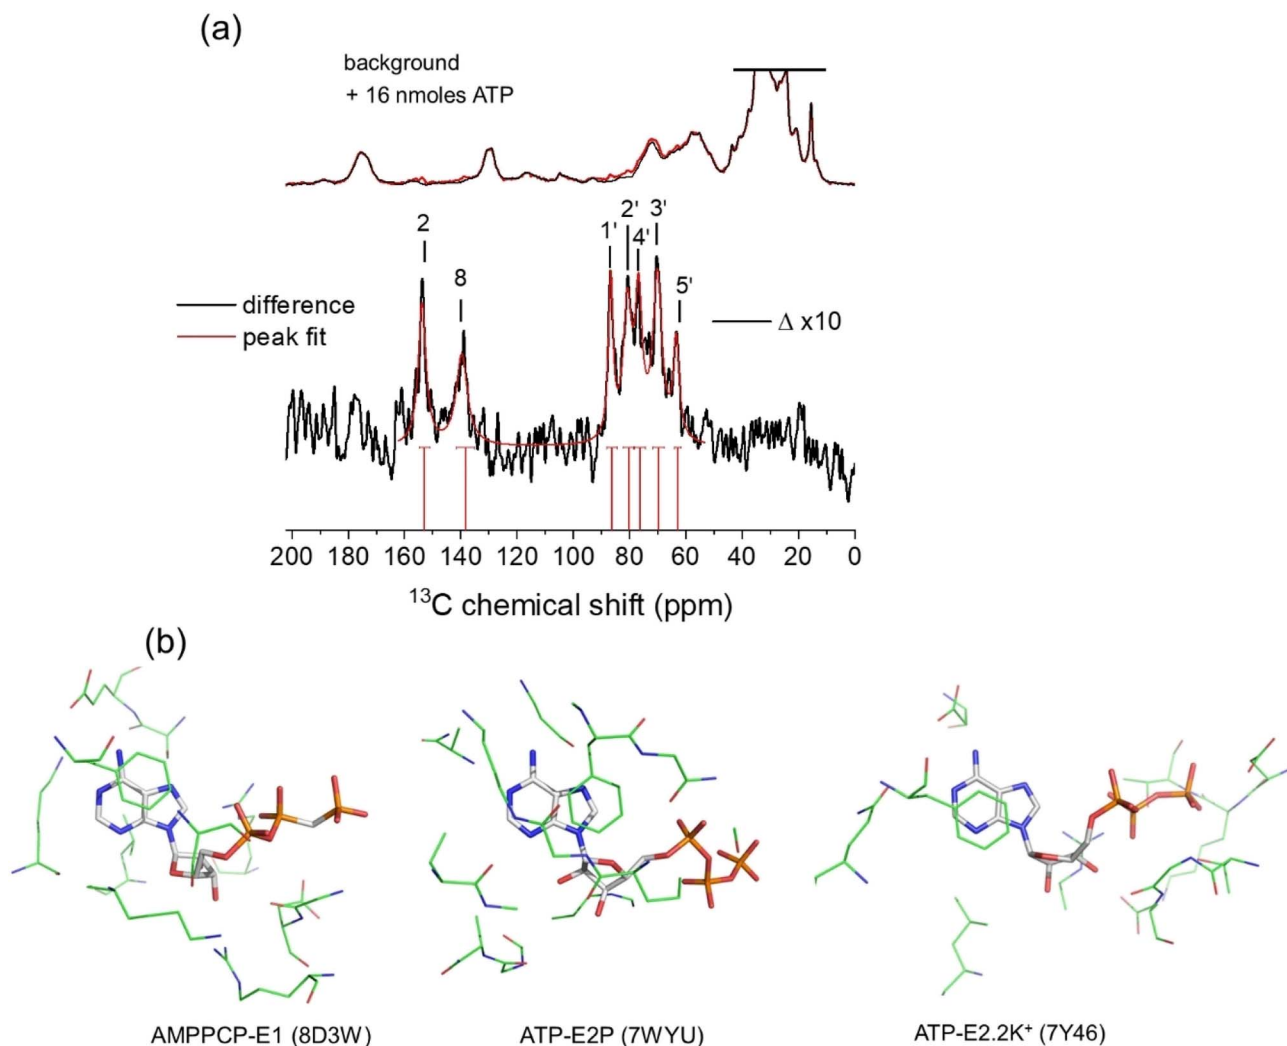 (a)
background
+ 16 nmoles ATP
2
8
1'
2'
4'
3'
5'
difference
peak fit
Δ x10
200 180 160 140 120 100 80 60 40 20 0
¹³C chemical shift (ppm)
(b)
AMPPCP-E1 (8D3W)
ATP-E2P (7WYU)
ATP-E2.2K⁺ (7Y46)